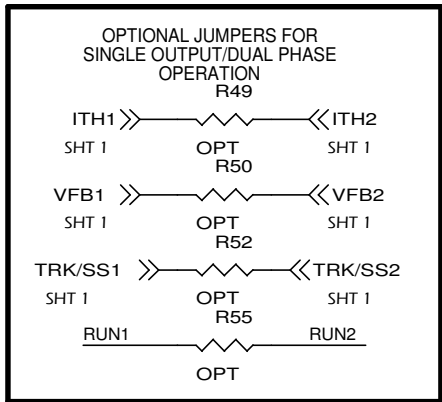 OPTIONAL JUMPERS FOR
SINGLE OUTPUT/DUAL PHASE
OPERATION
R49
ITH1 ITH2
SHT 1 OPT SHT 1
R50
VFB1 VFB2
SHT 1 OPT SHT 1
R52
TRK/SS1 TRK/SS2
SHT 1 OPT SHT 1
R55
RUN1 RUN2
OPT